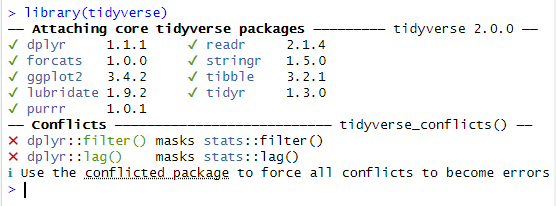 > library(tidyverse)
── Attaching core tidyverse packages ───────── tidyverse 2.0.0 ──
✔ dplyr     1.1.1     ✔ readr     2.1.4
✔ forcats   1.0.0     ✔ stringr   1.5.0
✔ ggplot2   3.4.2     ✔ tibble    3.2.1
✔ lubridate 1.9.2     ✔ tidyr     1.3.0
✔ purrr     1.0.1
── Conflicts ─────────────────────────── tidyverse_conflicts() ──
✖ dplyr::filter() masks stats::filter()
✖ dplyr::lag()    masks stats::lag()
ℹ Use the conflicted package to force all conflicts to become errors
>